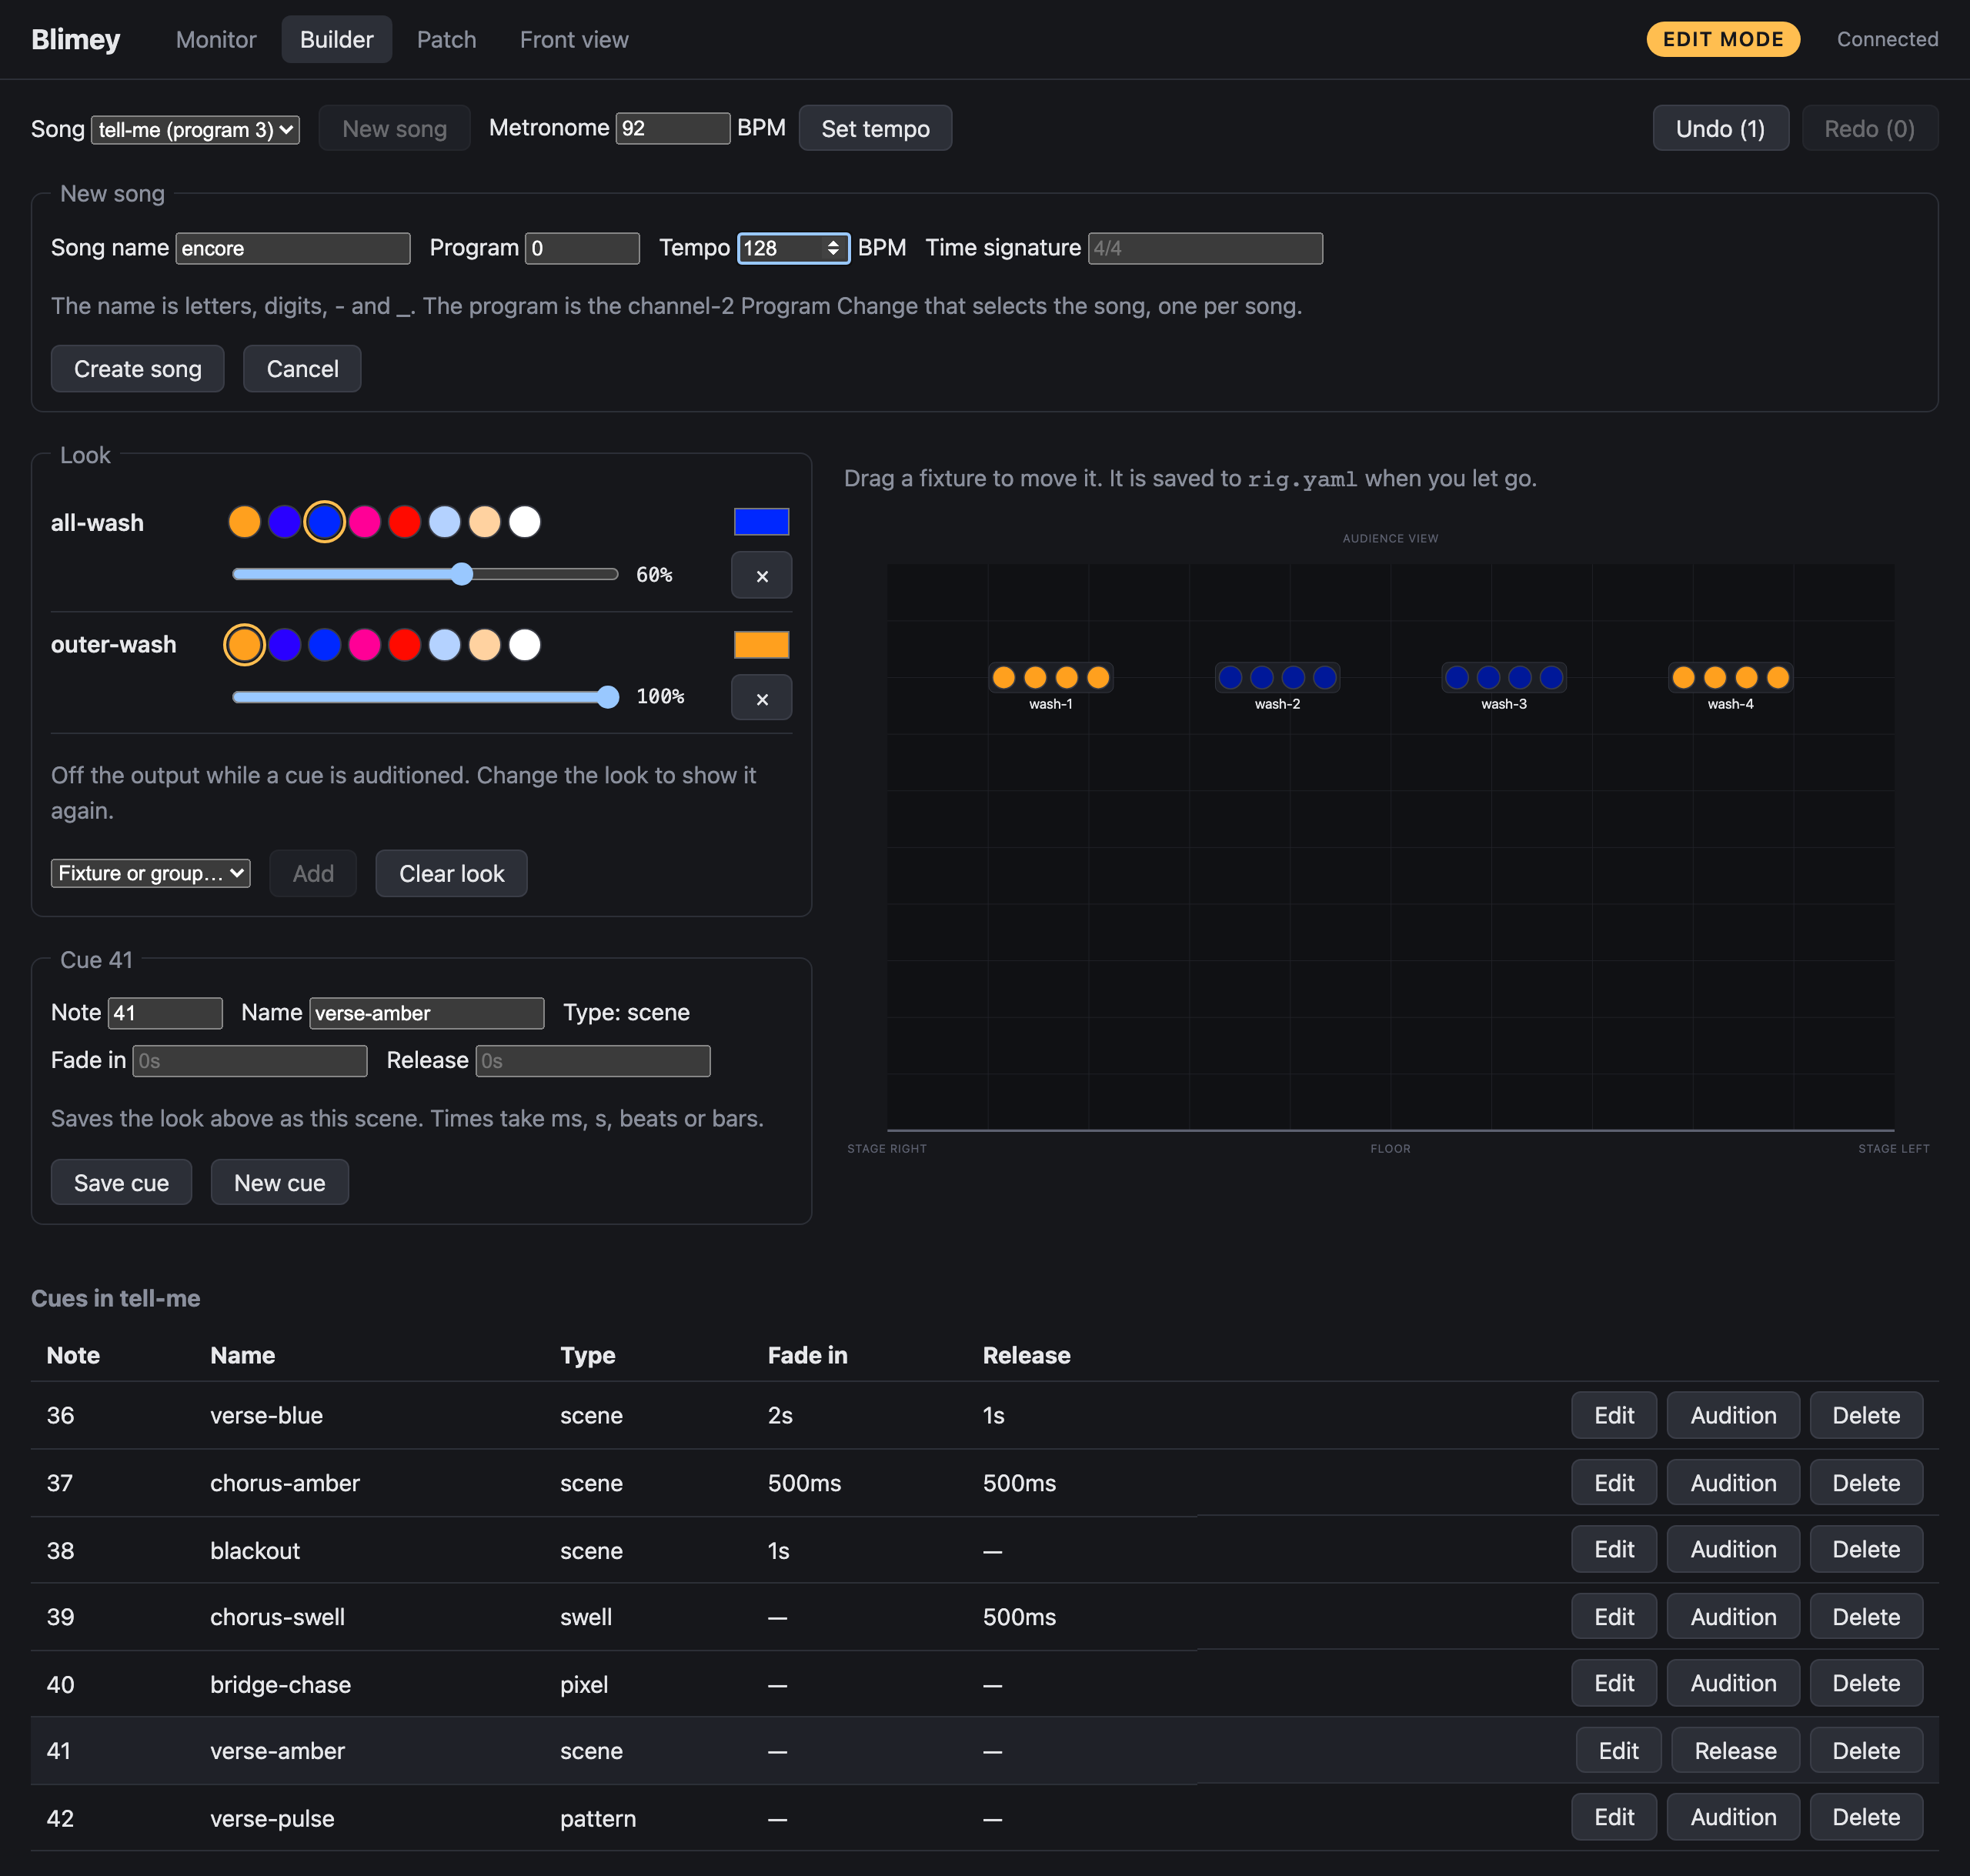 Blimey Monitor Builder Patch Front view EDIT MODE Connected
Song tell-me (program 3) New song Metronome 92 BPM Set tempo Undo (1) Redo (0)
New song
Song name encore Program 0 Tempo 128 BPM Time signature 4/4
The name is letters, digits, - and _. The program is the channel-2 Program Change that selects the song, one per song.
Create song Cancel
Look
all-wash
60% ×
outer-wash
100% ×
Off the output while a cue is auditioned. Change the look to show it
again.
Fixture or group... Add Clear look
Drag a fixture to move it. It is saved to rig.yaml when you let go.
AUDIENCE VIEW
wash-1 wash-2 wash-3 wash-4
STAGE RIGHT FLOOR STAGE LEFT
Cue 41
Note 41 Name verse-amber Type: scene
Fade in 0s Release 0s
Saves the look above as this scene. Times take ms, s, beats or bars.
Save cue New cue
Cues in tell-me
Note Name Type Fade in Release
36 verse-blue scene 2s 1s Edit Audition Delete
37 chorus-amber scene 500ms 500ms Edit Audition Delete
38 blackout scene 1s — Edit Audition Delete
39 chorus-swell swell — 500ms Edit Audition Delete
40 bridge-chase pixel — — Edit Audition Delete
41 verse-amber scene — — Edit Release Delete
42 verse-pulse pattern — — Edit Audition Delete